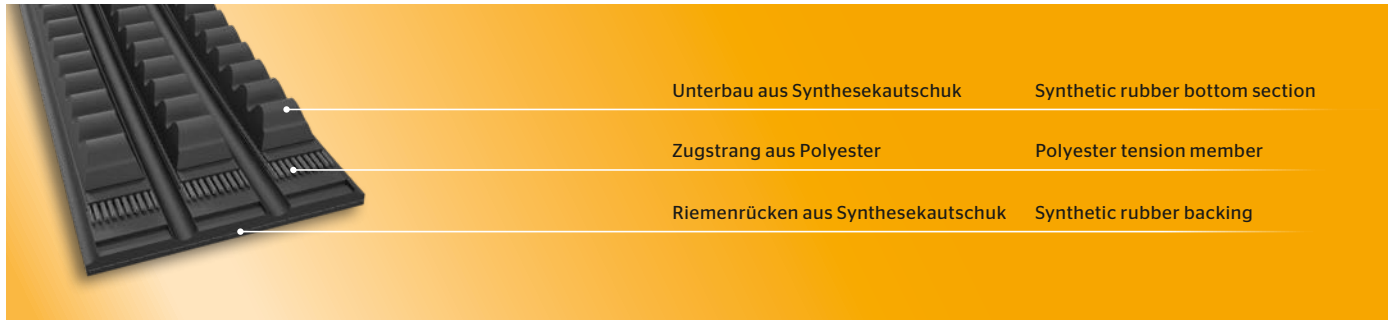 Unterbau aus Synthesekautschuk Synthetic rubber bottom section
Zugstrang aus Polyester Polyester tension member
Riemenrücken aus Synthesekautschuk Synthetic rubber backing